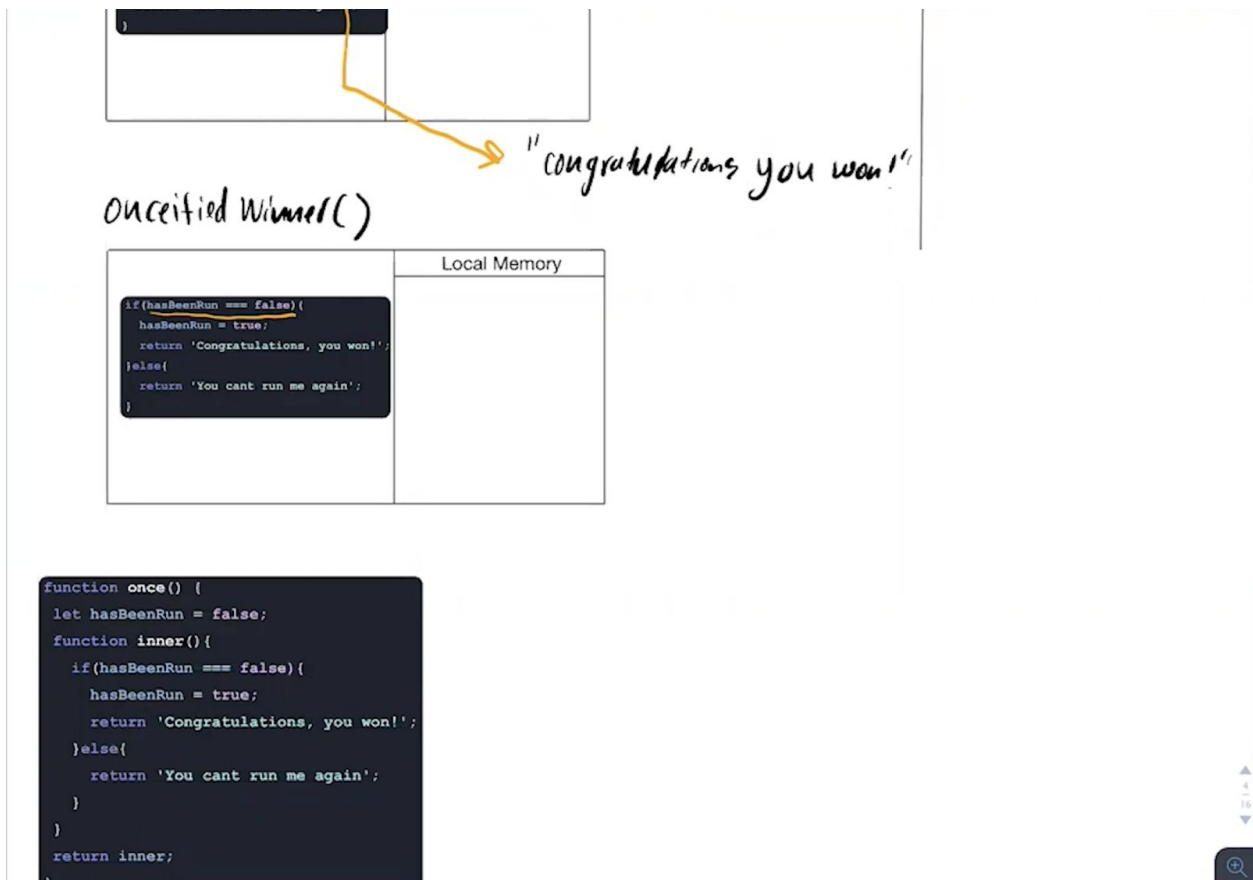 }
"congratulations you won!"
Onceified Winner()
Local Memory
if(hasBeenRun === false){
hasBeenRun = true;
return 'Congratulations, you won!';
}else{
return 'You cant run me again';
}
function once() {
let hasBeenRun = false;
function inner(){
if(hasBeenRun === false){
hasBeenRun = true;
return 'Congratulations, you won!';
}else{
return 'You cant run me again';
}
}
return inner;
4
16